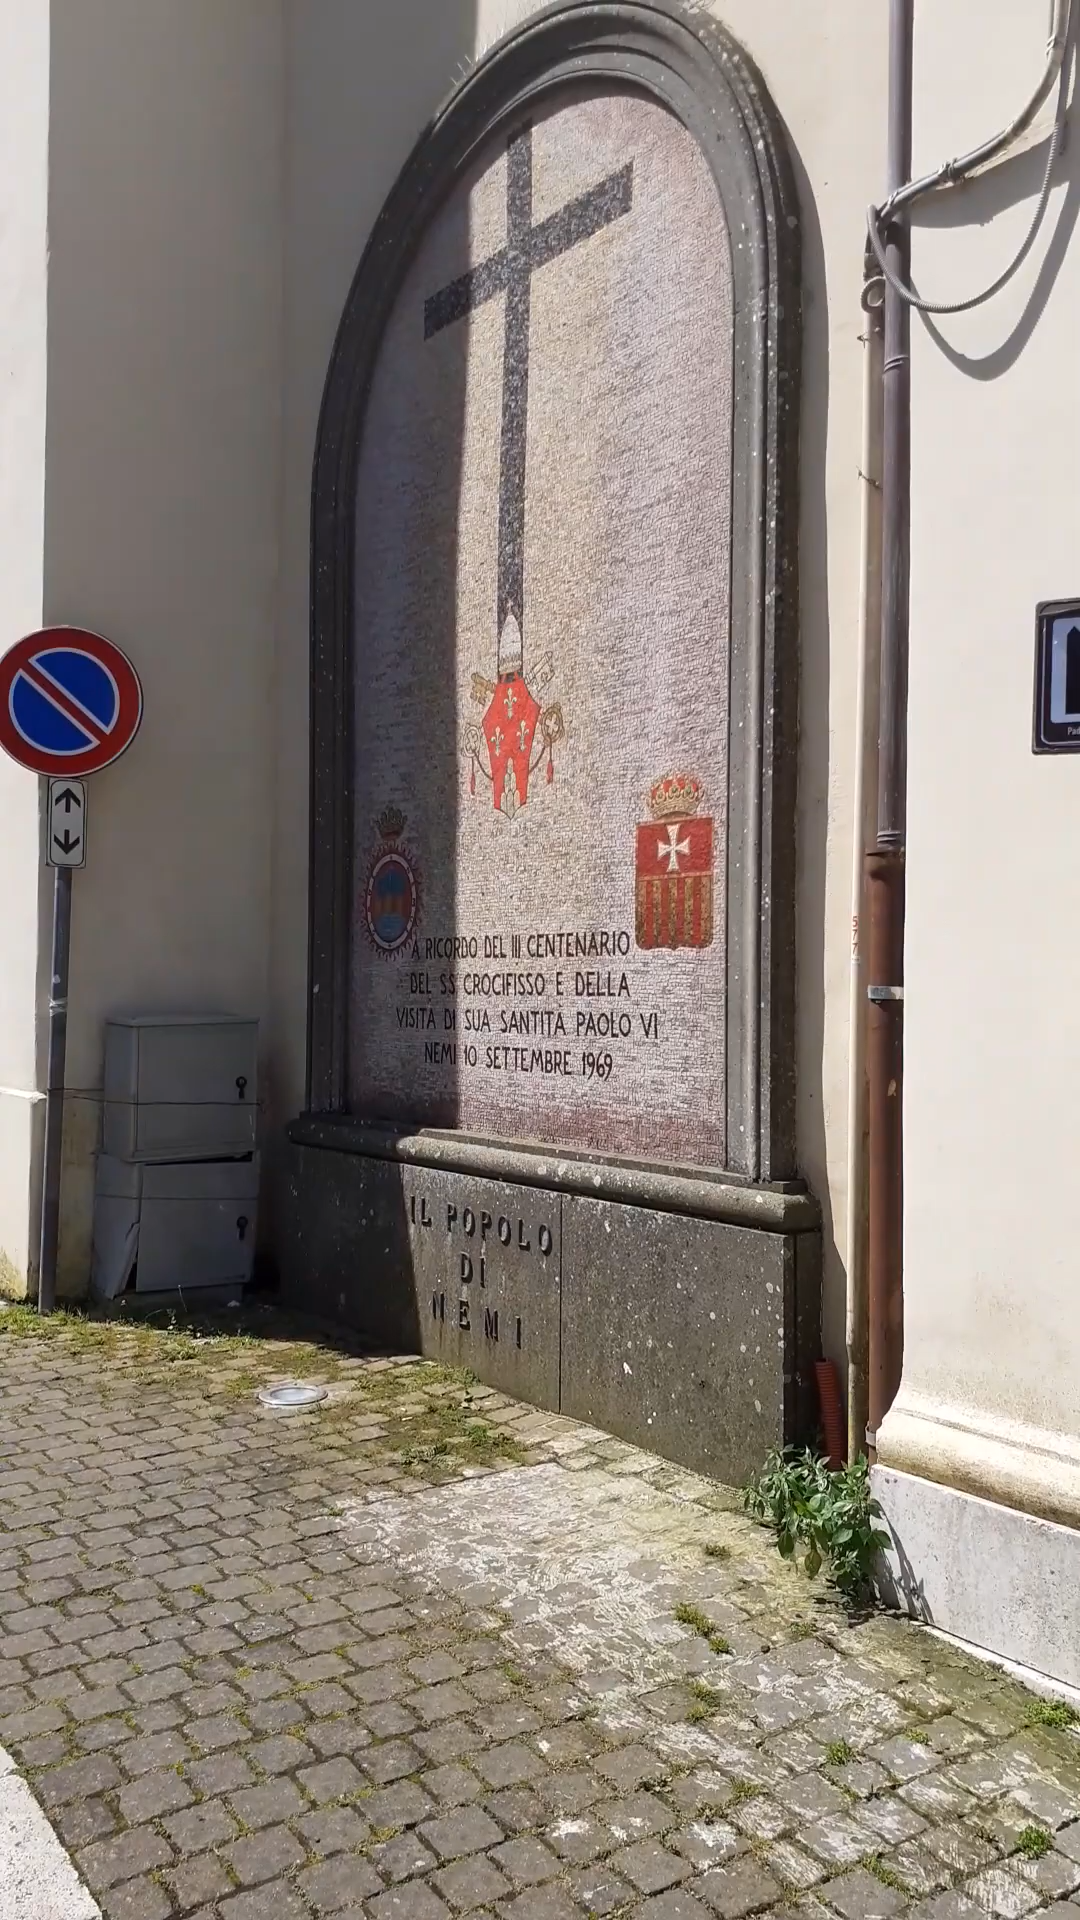 A RICORDO DEL III CENTENARIO
DEL SS CROCIFISSO E DELLA
VISITA DI SUA SANTITÀ PAOLO VI
NEMI 10 SETTEMBRE 1969
IL POPOLO
DI
NEMI